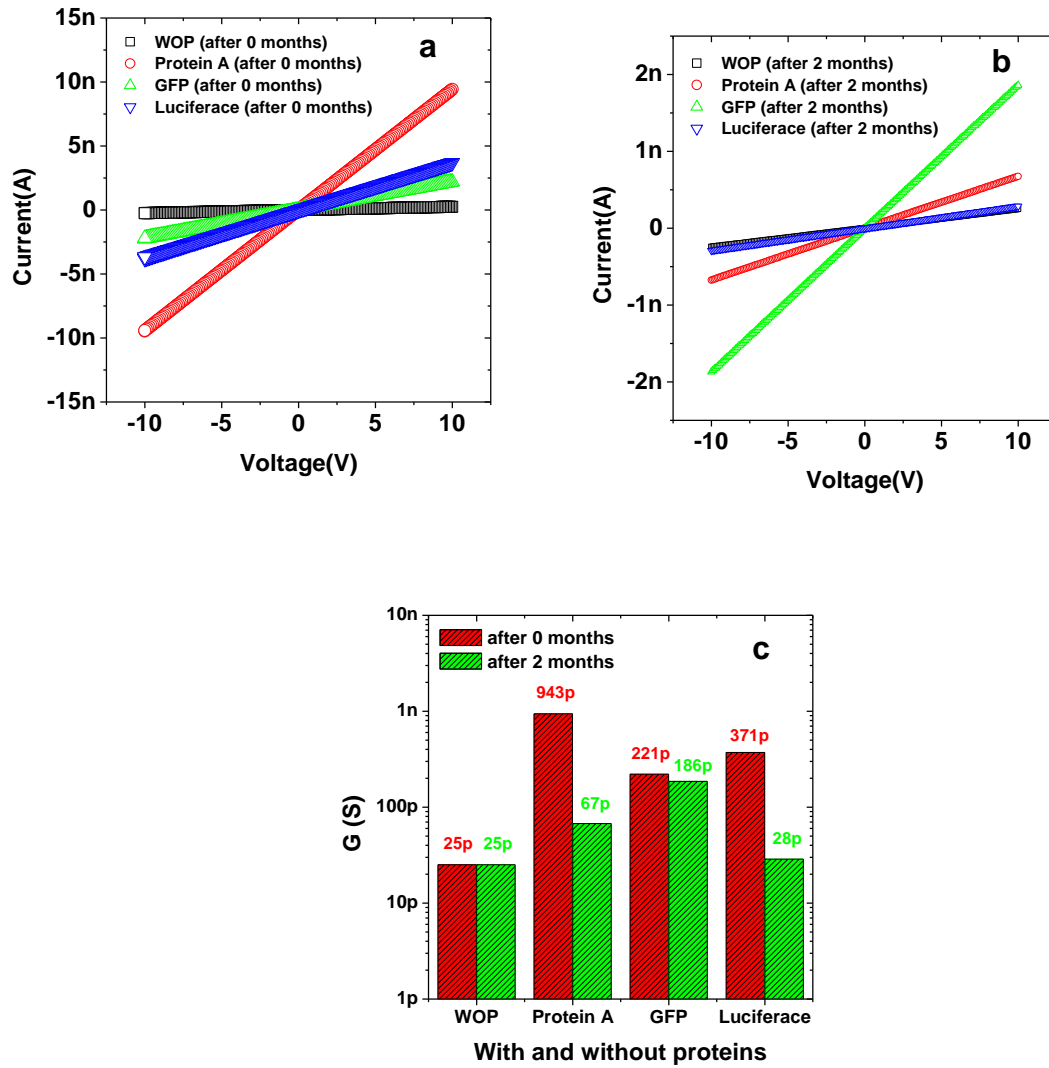 a
WOP (after 0 months)
Protein A (after 0 months)
GFP (after 0 months)
Luciferace (after 0 months)
15n
10n
5n
0
-5n
-10n
-15n
Current(A)
-10 -5 0 5 10
Voltage(V)
b
WOP (after 2 months)
Protein A (after 2 months)
GFP (after 2 months)
Luciferace (after 2 months)
2n
1n
0
-1n
-2n
Current(A)
-10 -5 0 5 10
Voltage(V)
c
after 0 months
after 2 months
10n
1n
100p
10p
1p
G (S)
25p 25p
943p
67p
221p
186p
371p
28p
WOP Protein A GFP Luciferace
With and without proteins